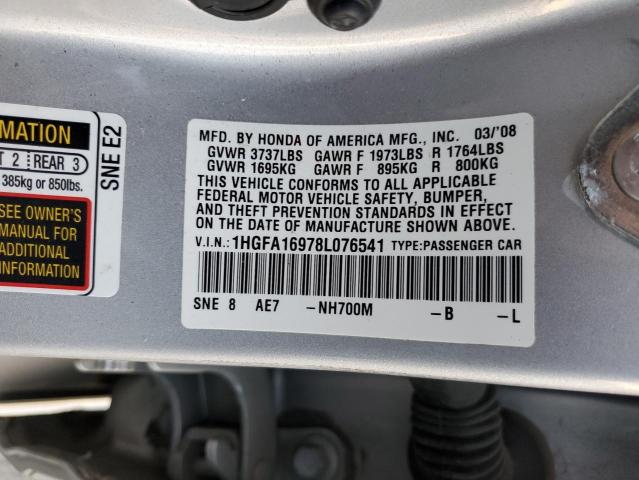 MATION
T 2 REAR 3
385kg or 850lbs.
SEE OWNER'S
MANUAL FOR
ADDITIONAL
INFORMATION
SNE E2
MFD. BY HONDA OF AMERICA MFG., INC. 03/'08
GVWR 3737LBS GAWR F 1973LBS R 1764LBS
GVWR 1695KG GAWR F 895KG R 800KG
THIS VEHICLE CONFORMS TO ALL APPLICABLE
FEDERAL MOTOR VEHICLE SAFETY, BUMPER,
AND THEFT PREVENTION STANDARDS IN EFFECT
ON THE DATE OF MANUFACTURE SHOWN ABOVE.
V.I.N.: 1HGFA16978L076541 TYPE:PASSENGER CAR
SNE 8 AE7 -NH700M -B -L